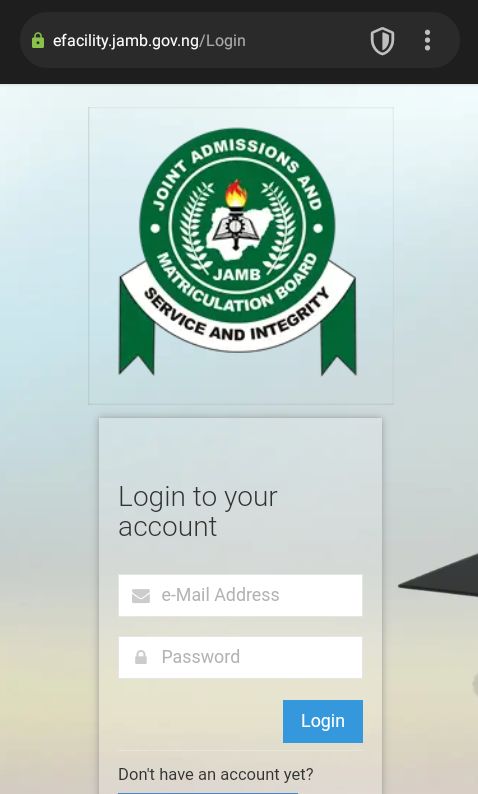 efacility.jamb.gov.ng/Login
JOINT ADMISSIONS AND
JAMB
MATRICULATION BOARD
SERVICE AND INTEGRITY
Login to your
account
e-Mail Address
Password
Login
Don't have an account yet?